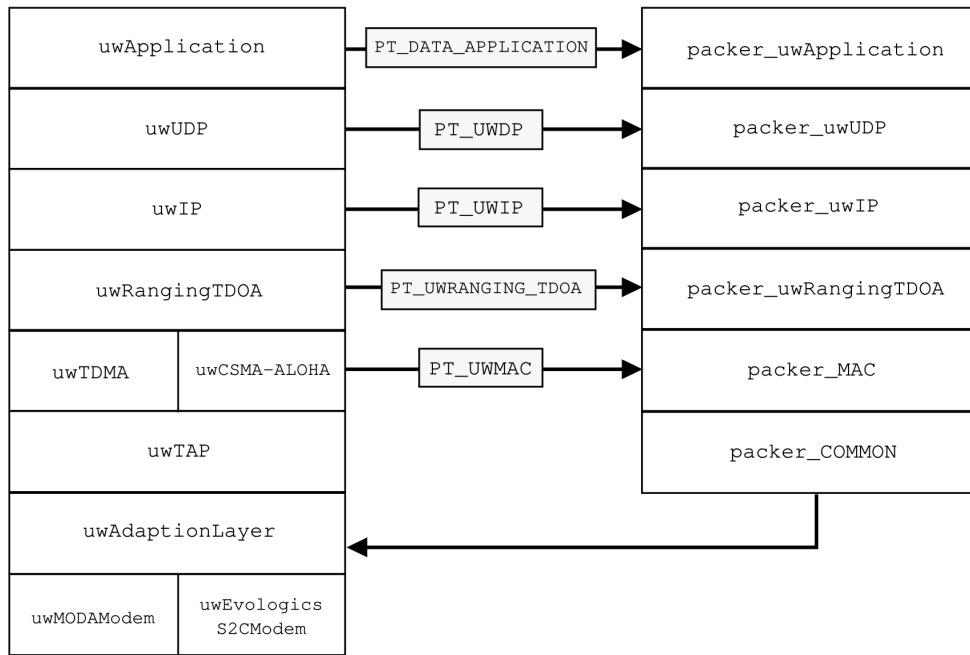 uwApplication
PT_DATA_APPLICATION
packer_uwApplication
uwUDP
PT_UWDP
packer_uwUDP
uwIP
PT_UWIP
packer_uwIP
uwRangingTDOA
PT_UWRANGING_TDOA
packer_uwRangingTDOA
uwTDMA
uwCSMA-ALOHA
PT_UWMAC
packer_MAC
uwTAP
packer_COMMON
uwAdaptionLayer
uwMODAModem
uwEvologics
S2CModem